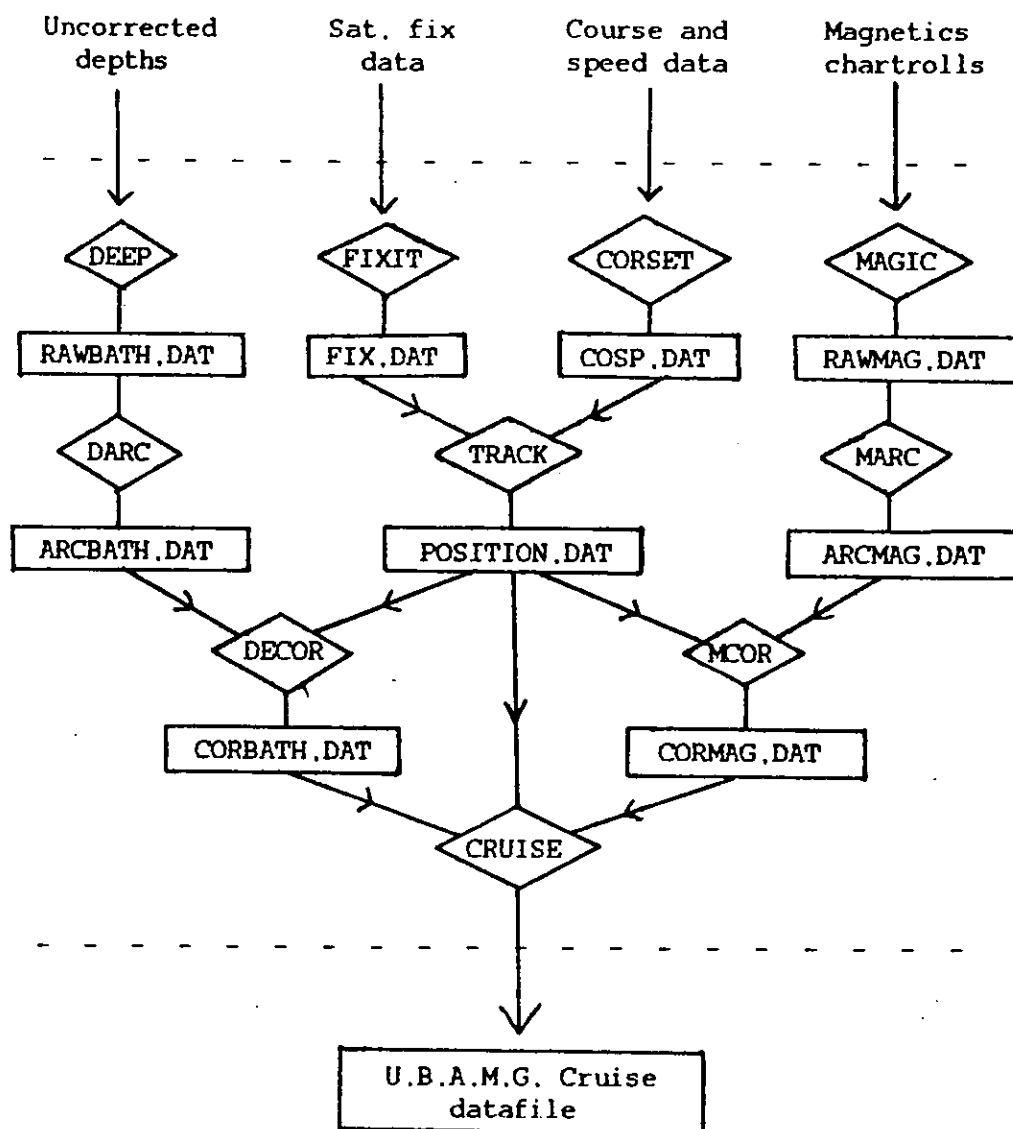 Uncorrected
depths
Sat. fix
data
Course and
speed data
Magnetics
chartrolls
DEEP
FIXIT
CORSET
MAGIC
RAWBATH.DAT
FIX.DAT
COSP.DAT
RAWMAG.DAT
DARC
TRACK
MARC
ARCBATH.DAT
POSITION.DAT
ARCMAG.DAT
DECOR
MCOR
CORBATH.DAT
CORMAG.DAT
CRUISE
U.B.A.M.G. Cruise
datafile